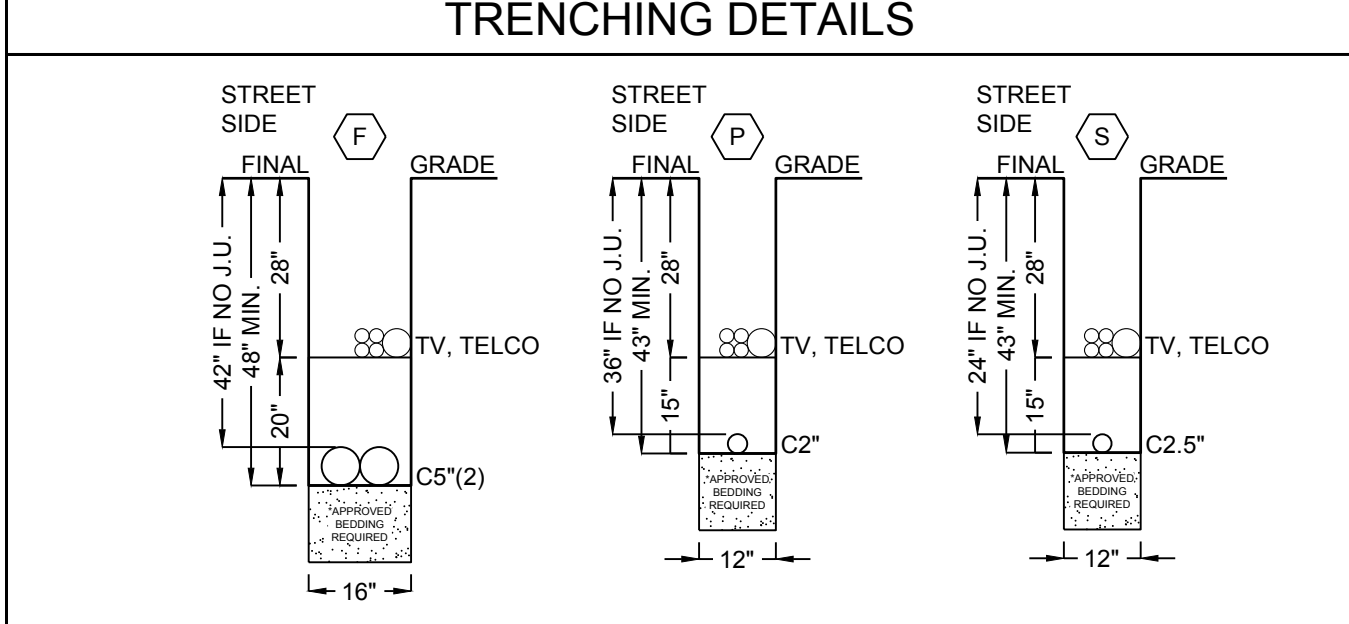 TRENCHING DETAILS
STREET
SIDE
F
FINAL
GRADE
42" IF NO J.U.
48" MIN.
28"
20"
TV, TELCO
C5"(2)
*APPROVED
BEDDING
REQUIRED
16"
STREET
SIDE
P
FINAL
GRADE
36" IF NO J.U.
43" MIN.
28"
15"
TV, TELCO
C2"
*APPROVED
BEDDING
REQUIRED
12"
STREET
SIDE
S
FINAL
GRADE
24" IF NO J.U.
43" MIN.
28"
15"
TV, TELCO
C2.5"
*APPROVED
BEDDING
REQUIRED
12"